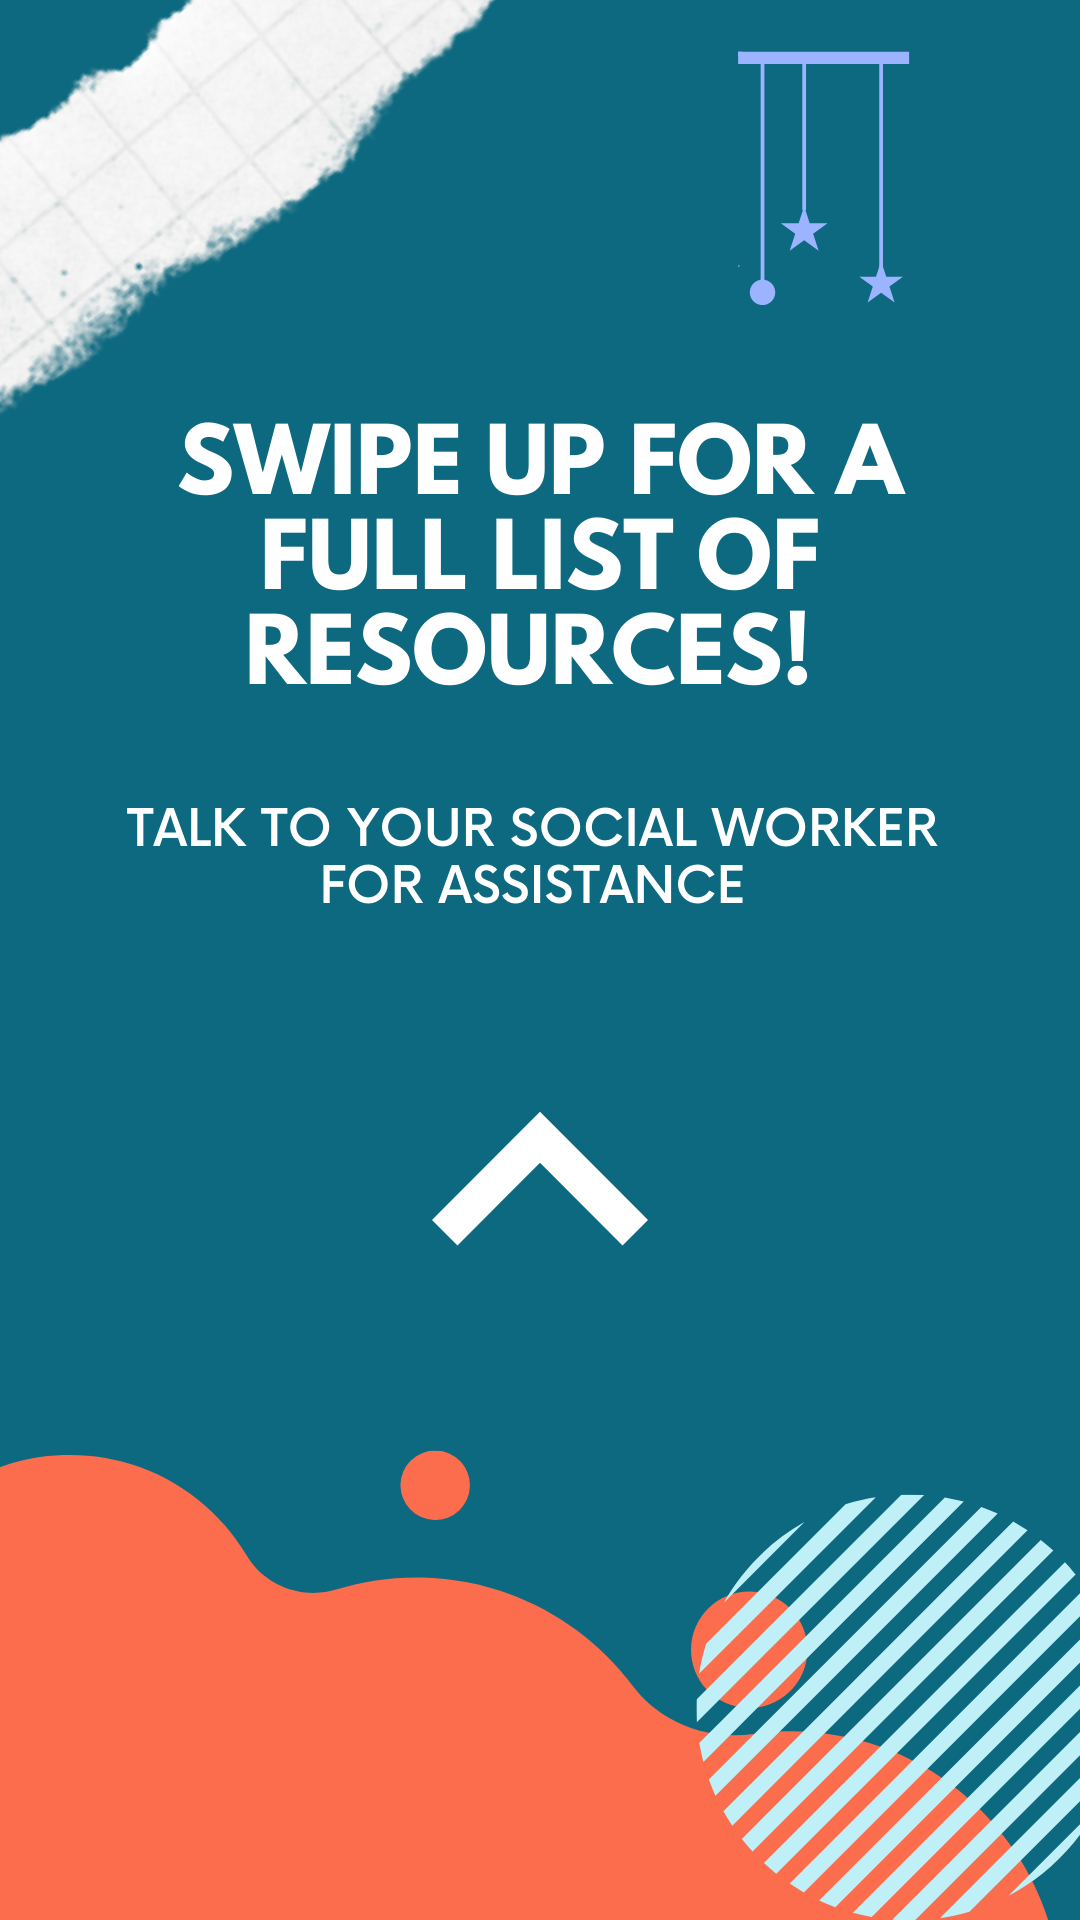 SWIPE UP FOR A
FULL LIST OF
RESOURCES!
TALK TO YOUR SOCIAL WORKER
FOR ASSISTANCE